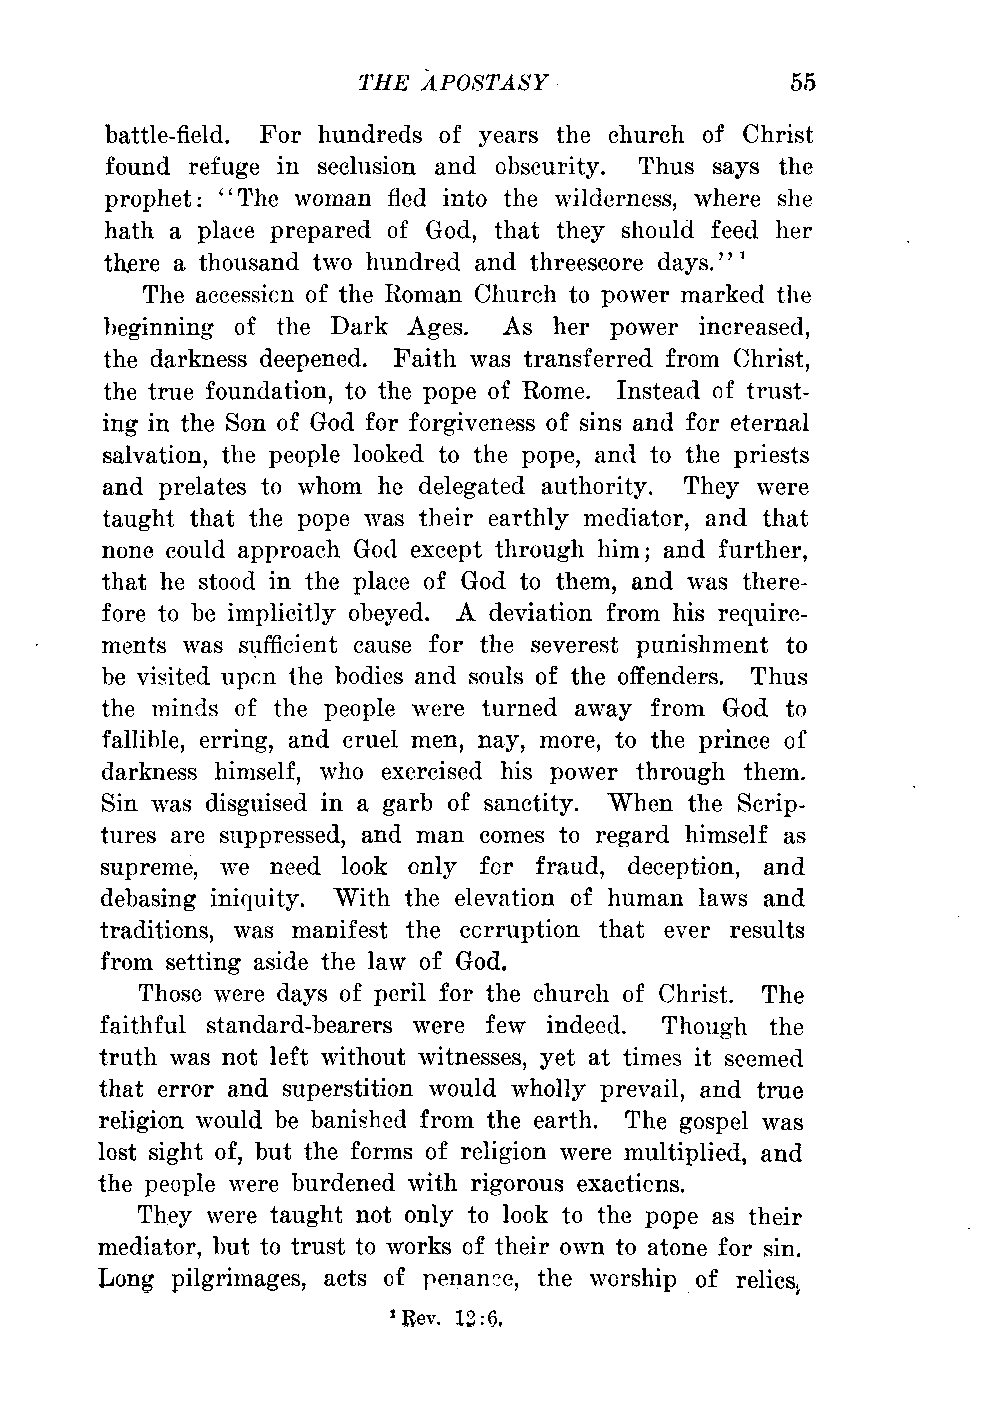 THE APOSTASY 55
battle-field. For hundreds of years the church of Christ
found refuge in seclusion and obscurity. Thus says the
prophet: "The woman fled into the wilderness, where she
hath a place prepared of God, that they should feed her
there a thousand two hundred and threescore days."¹
The accession of the Roman Church to power marked the
beginning of the Dark Ages. As her power increased,
the darkness deepened. Faith was transferred from Christ,
the true foundation, to the pope of Rome. Instead of trust-
ing in the Son of God for forgiveness of sins and for eternal
salvation, the people looked to the pope, and to the priests
and prelates to whom he delegated authority. They were
taught that the pope was their earthly mediator, and that
none could approach God except through him; and further,
that he stood in the place of God to them, and was there-
fore to be implicitly obeyed. A deviation from his require-
ments was sufficient cause for the severest punishment to
be visited upon the bodies and souls of the offenders. Thus
the minds of the people were turned away from God to
fallible, erring, and cruel men, nay, more, to the prince of
darkness himself, who exercised his power through them.
Sin was disguised in a garb of sanctity. When the Scrip-
tures are suppressed, and man comes to regard himself as
supreme, we need look only for fraud, deception, and
debasing iniquity. With the elevation of human laws and
traditions, was manifest the corruption that ever results
from setting aside the law of God.
Those were days of peril for the church of Christ. The
faithful standard-bearers were few indeed. Though the
truth was not left without witnesses, yet at times it seemed
that error and superstition would wholly prevail, and true
religion would be banished from the earth. The gospel was
lost sight of, but the forms of religion were multiplied, and
the people were burdened with rigorous exactions.
They were taught not only to look to the pope as their
mediator, but to trust to works of their own to atone for sin.
Long pilgrimages, acts of penance, the worship of relics,
¹ Rev. 12:6.